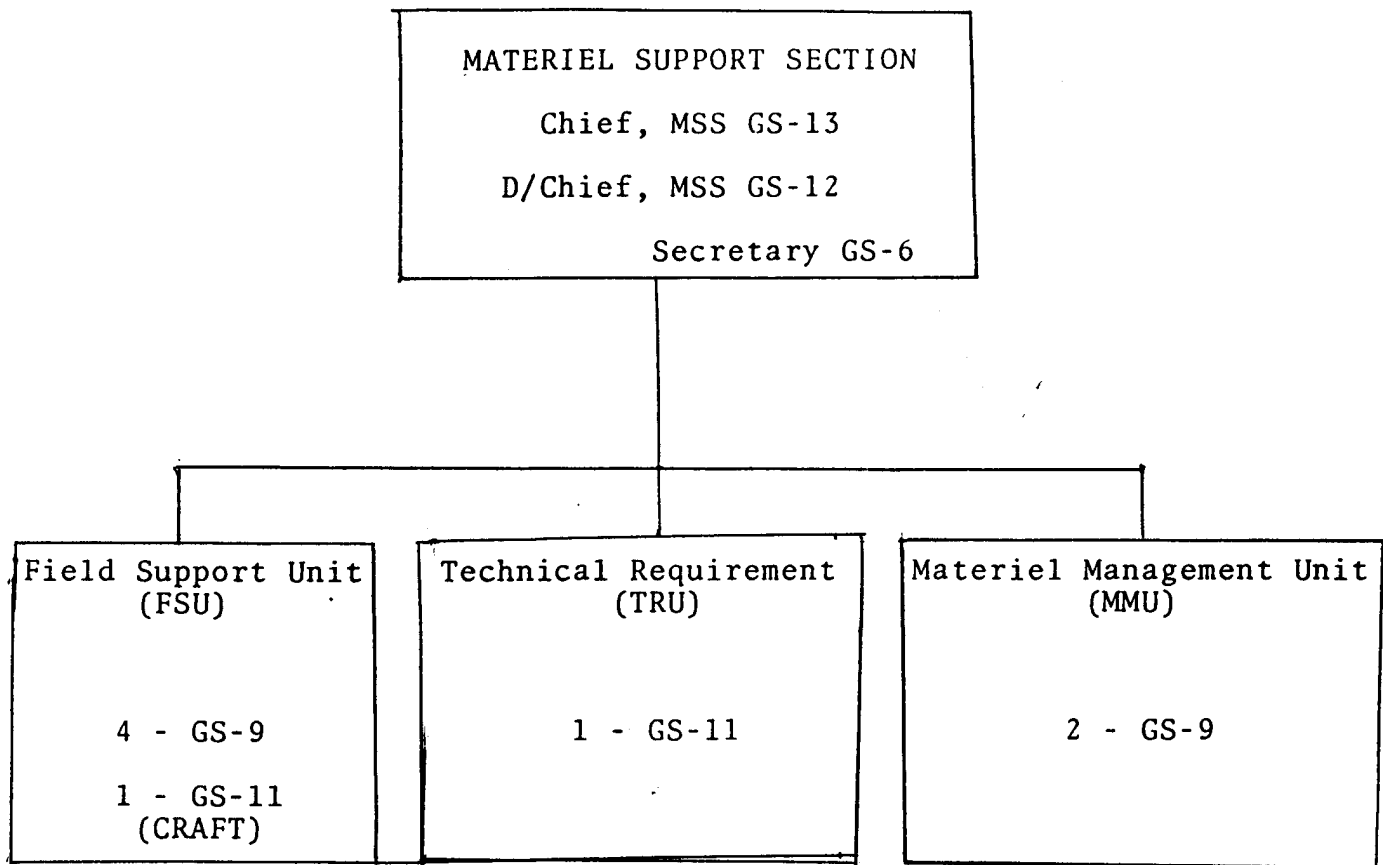 MATERIEL SUPPORT SECTION
Chief, MSS GS-13
D/Chief, MSS GS-12
Secretary GS-6
Field Support Unit
(FSU)
4 - GS-9
1 - GS-11
(CRAFT)
Technical Requirement
(TRU)
1 - GS-11
Materiel Management Unit
(MMU)
2 - GS-9